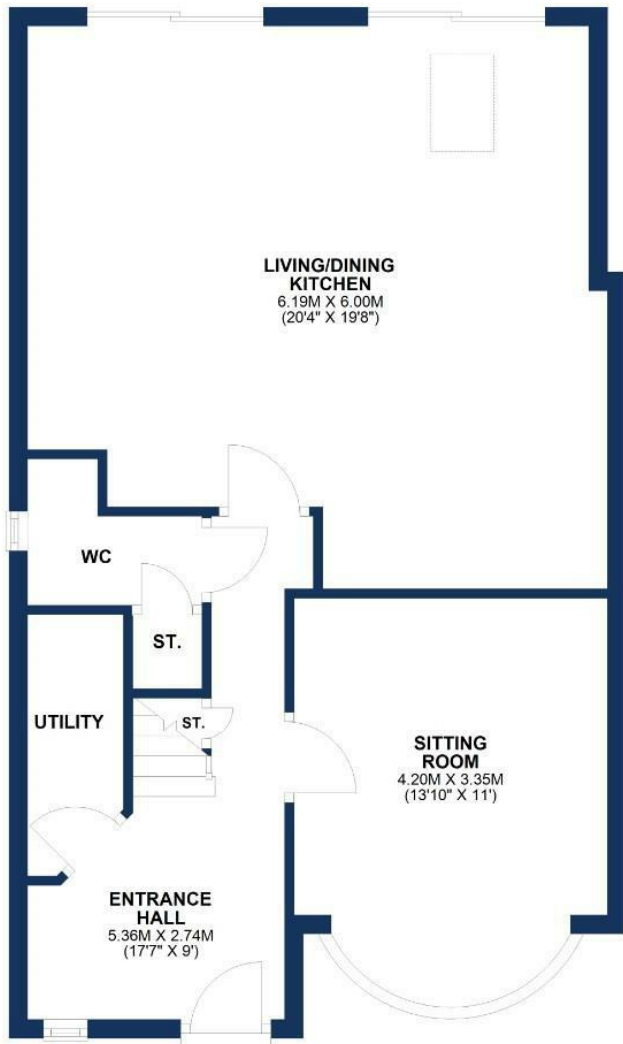 LIVING/DINING
KITCHEN
6.19M X 6.00M
(20'4" X 19'8")
WC
ST.
UTILITY
ST.
SITTING
ROOM
4.20M X 3.35M
(13'10" X 11')
ENTRANCE
HALL
5.36M X 2.74M
(17'7" X 9')